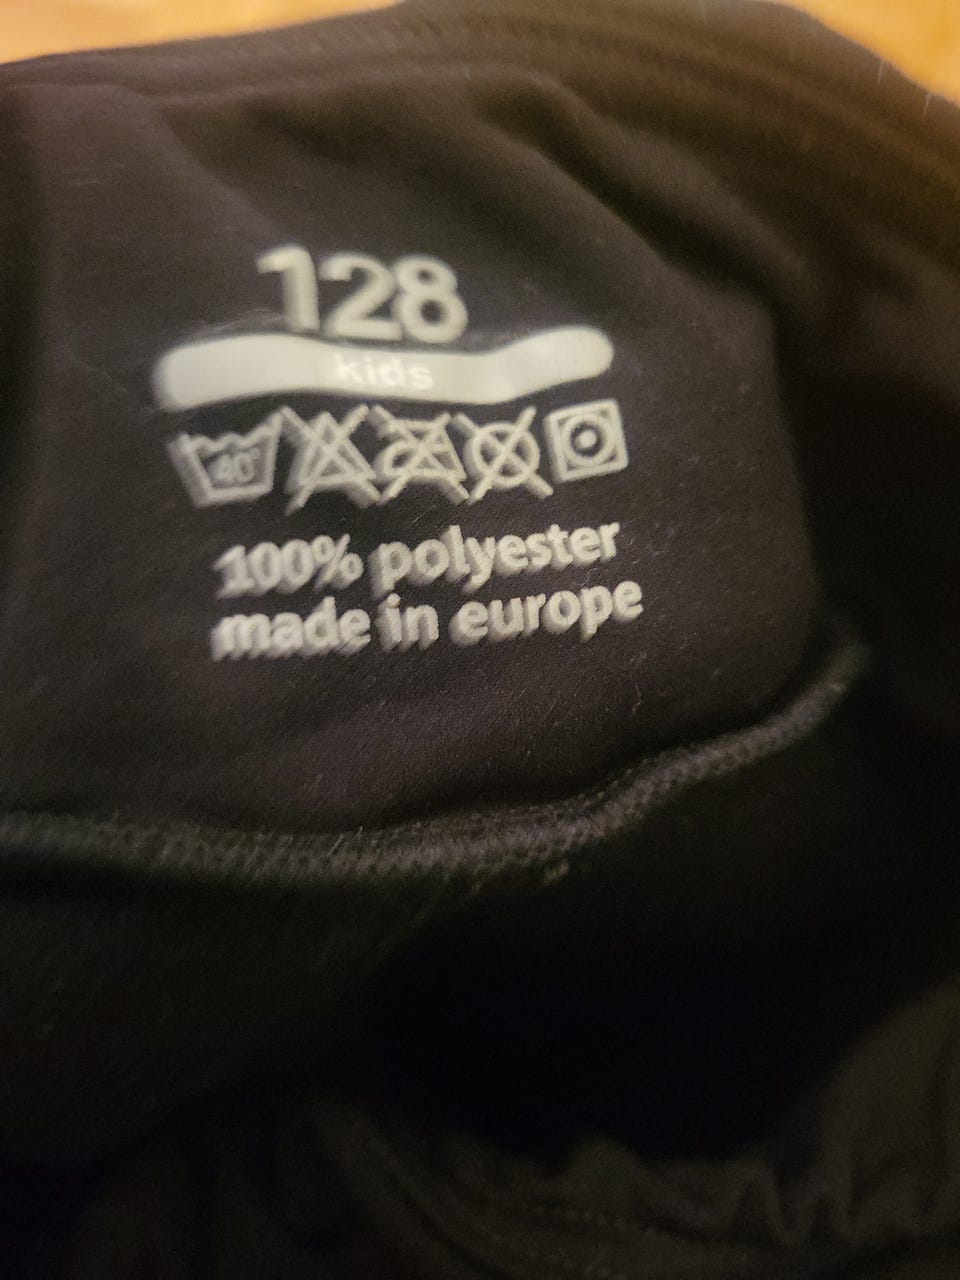 128
kids
40°
100% polyester
made in europe